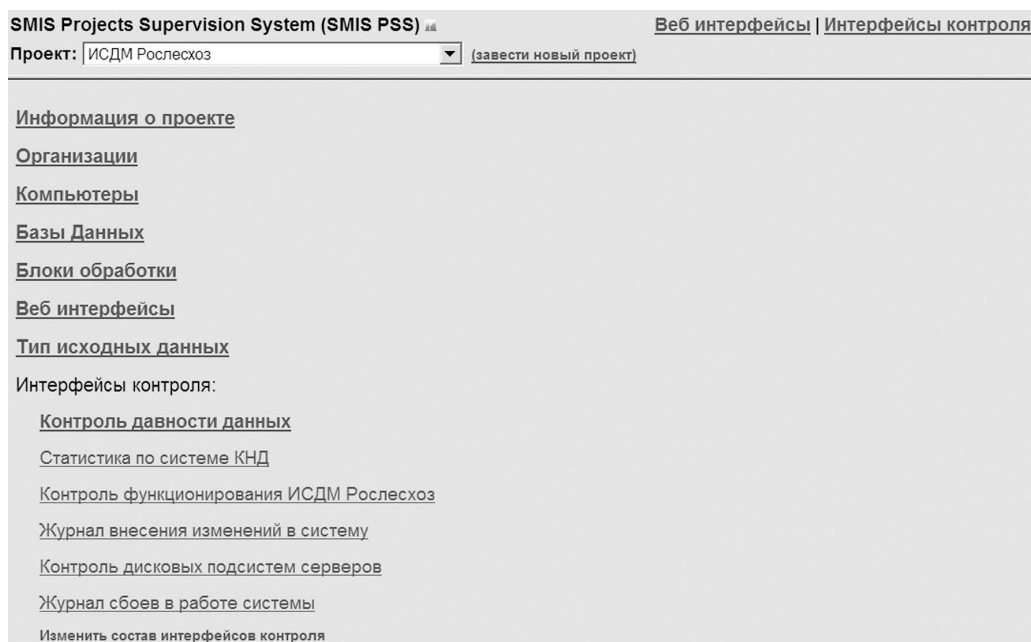 SMIS Projects Supervision System (SMIS PSS) Веб интерфейсы | Интерфейсы контроля
Проект: ИСДМ Рослесхоз (завести новый проект)
Информация о проекте
Организации
Компьютеры
Базы Данных
Блоки обработки
Веб интерфейсы
Тип исходных данных
Интерфейсы контроля:
Контроль давности данных
Статистика по системе КНД
Контроль функционирования ИСДМ Рослесхоз
Журнал внесения изменений в систему
Контроль дисковых подсистем серверов
Журнал сбоев в работе системы
Изменить состав интерфейсов контроля